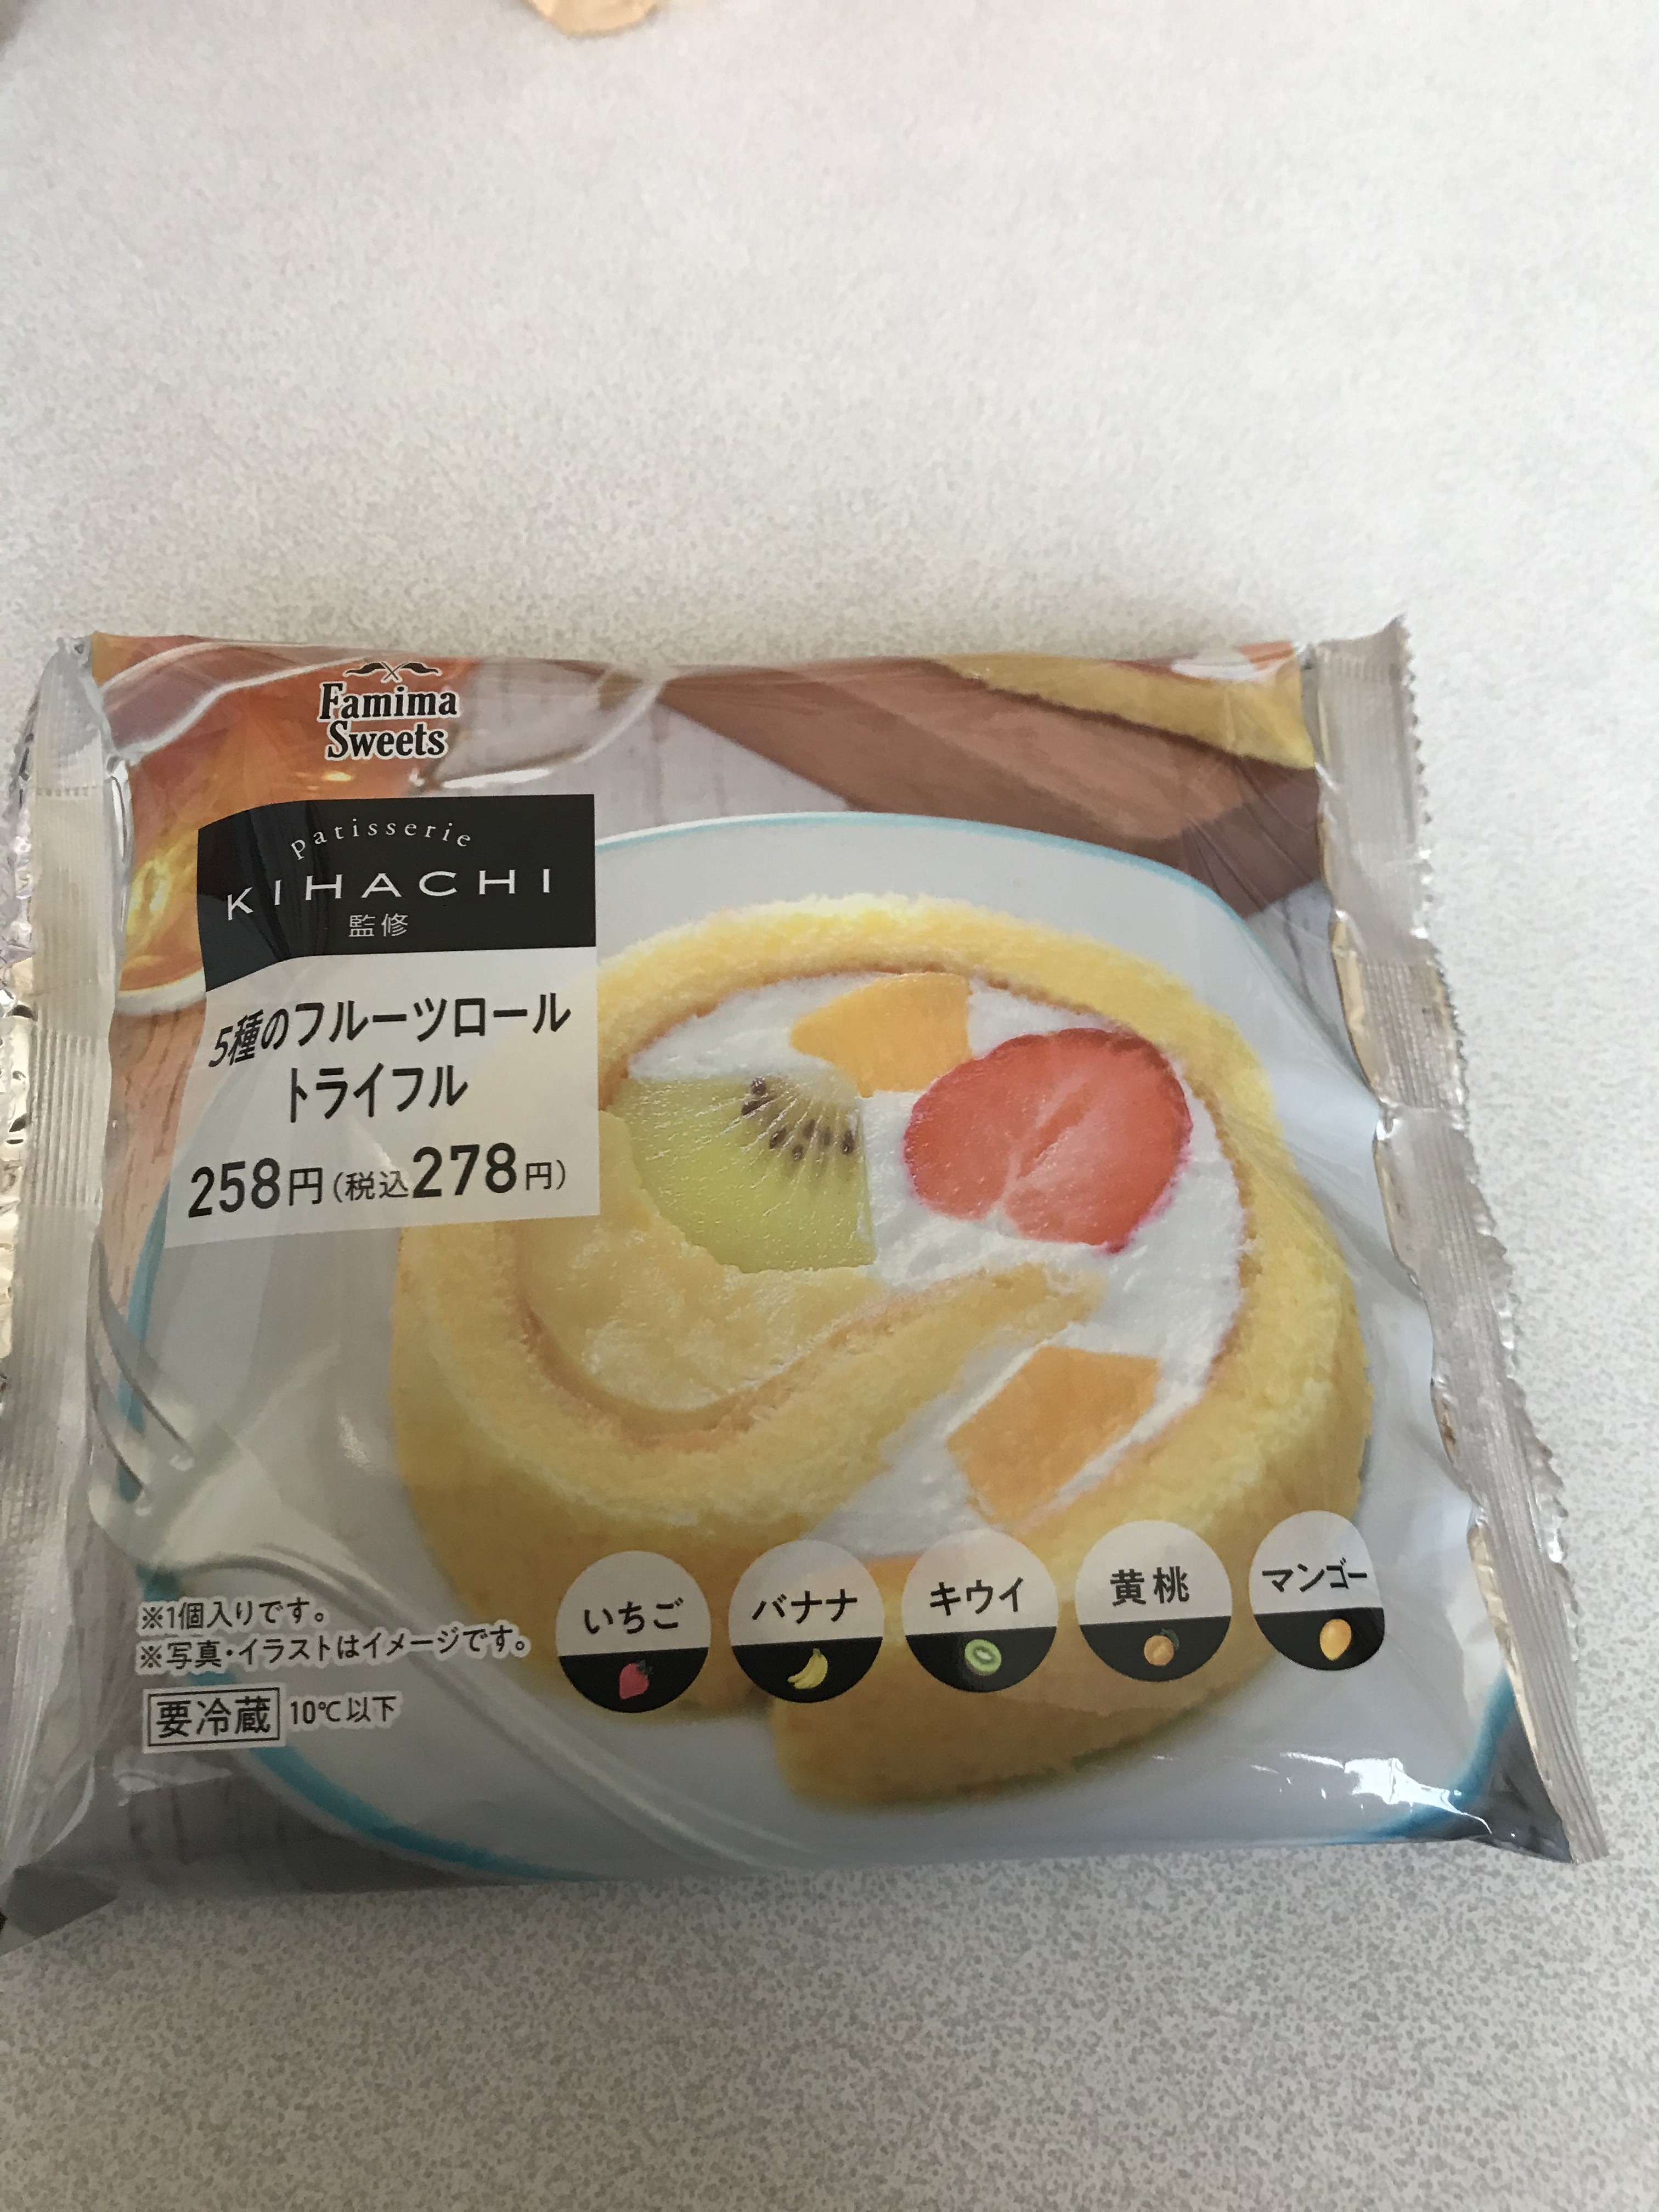 Famima
Sweets
patisserie
KIHACHI
監修
5種のフルーツロール
トライフル
258円(税込278円)
いちご
バナナ
キウイ
黄桃
マンゴー
※1個入りです。
※写真・イラストはイメージです。
要冷蔵 10℃以下